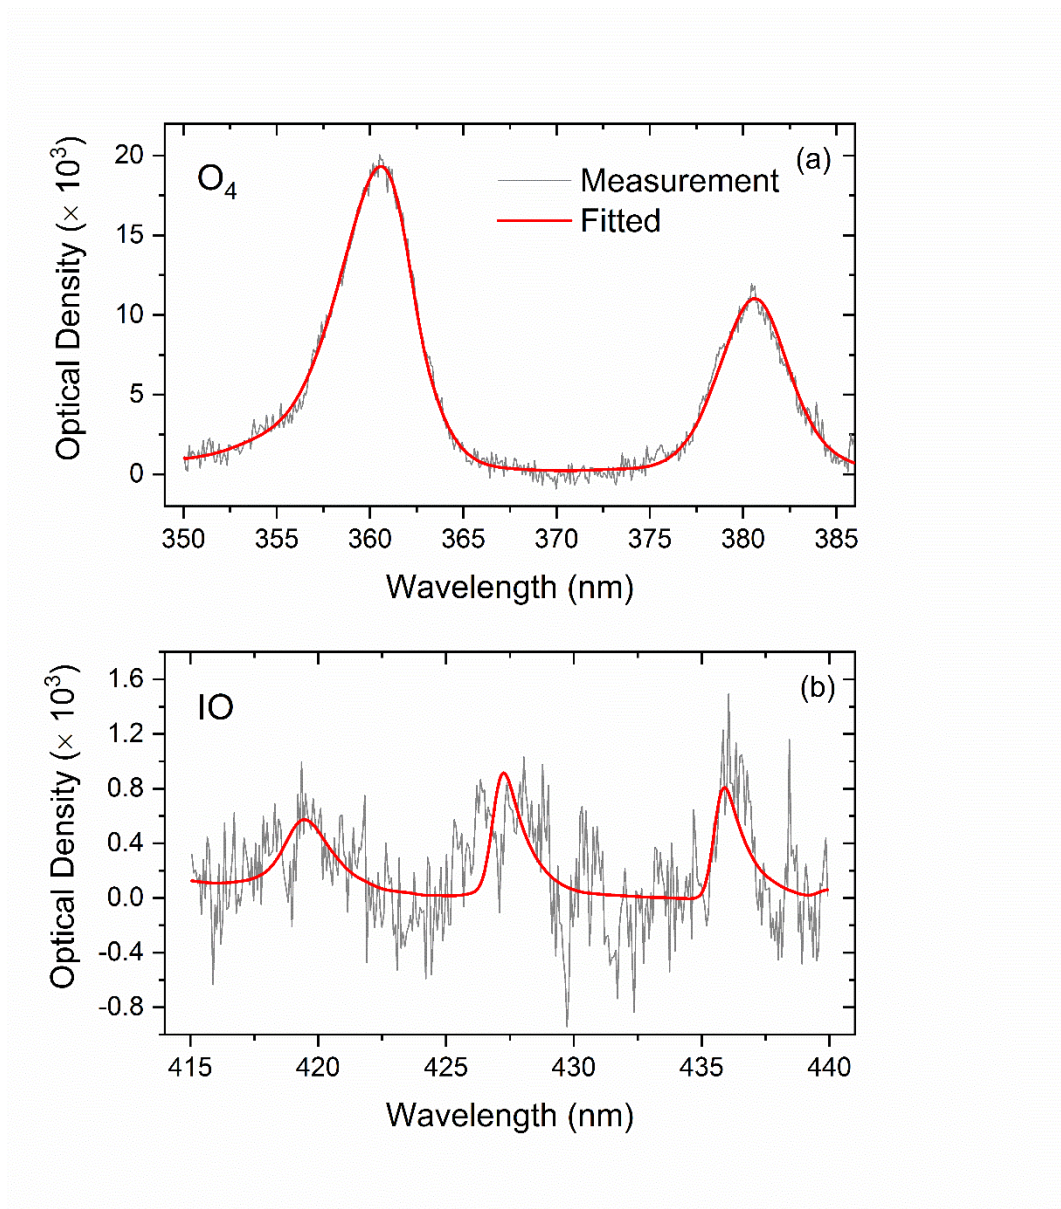 Optical Density (× 10³)
20
15
10
5
0
O₄
(a)
Measurement
Fitted
350 355 360 365 370 375 380 385
Wavelength (nm)
Optical Density (× 10³)
1.6
1.2
0.8
0.4
0.0
-0.4
-0.8
IO
(b)
415 420 425 430 435 440
Wavelength (nm)